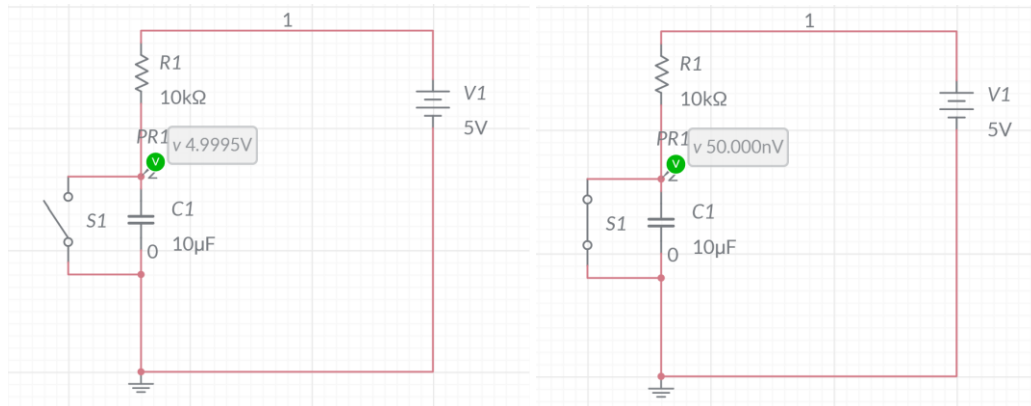 1
R1
10kΩ
V1
5V
PR1
v 4.9995V
V
2
S1
C1
10µF
0
1
R1
10kΩ
V1
5V
PR1
v 50.000nV
V
2
S1
C1
10µF
0